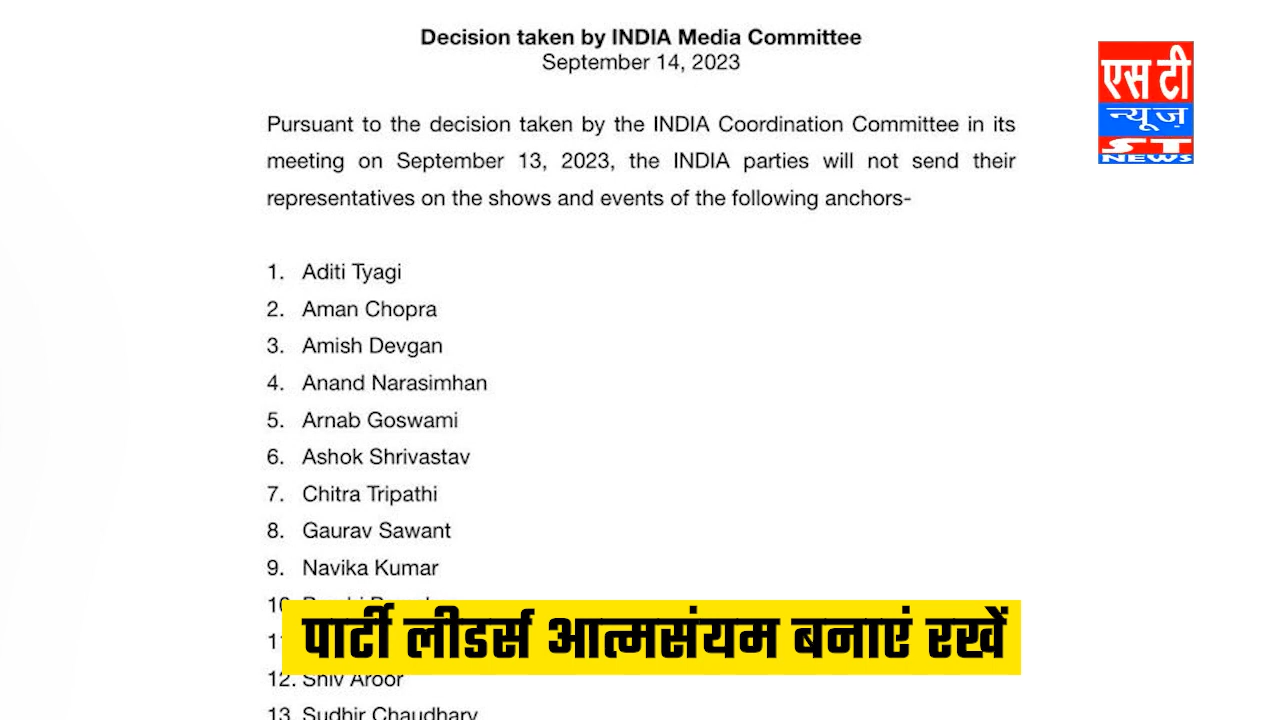 Decision taken by INDIA Media Committee
September 14, 2023
एस टी
न्यूज़
ST
NEWS
Pursuant to the decision taken by the INDIA Coordination Committee in its
meeting on September 13, 2023, the INDIA parties will not send their
representatives on the shows and events of the following anchors-
1. Aditi Tyagi
2. Aman Chopra
3. Amish Devgan
4. Anand Narasimhan
5. Arnab Goswami
6. Ashok Shrivastav
7. Chitra Tripathi
8. Gaurav Sawant
9. Navika Kumar
10
पार्टी लीडर्स आत्मसंयम बनाएं रखें
12. Shiv Aroor
13. Sudhir Chaudhary